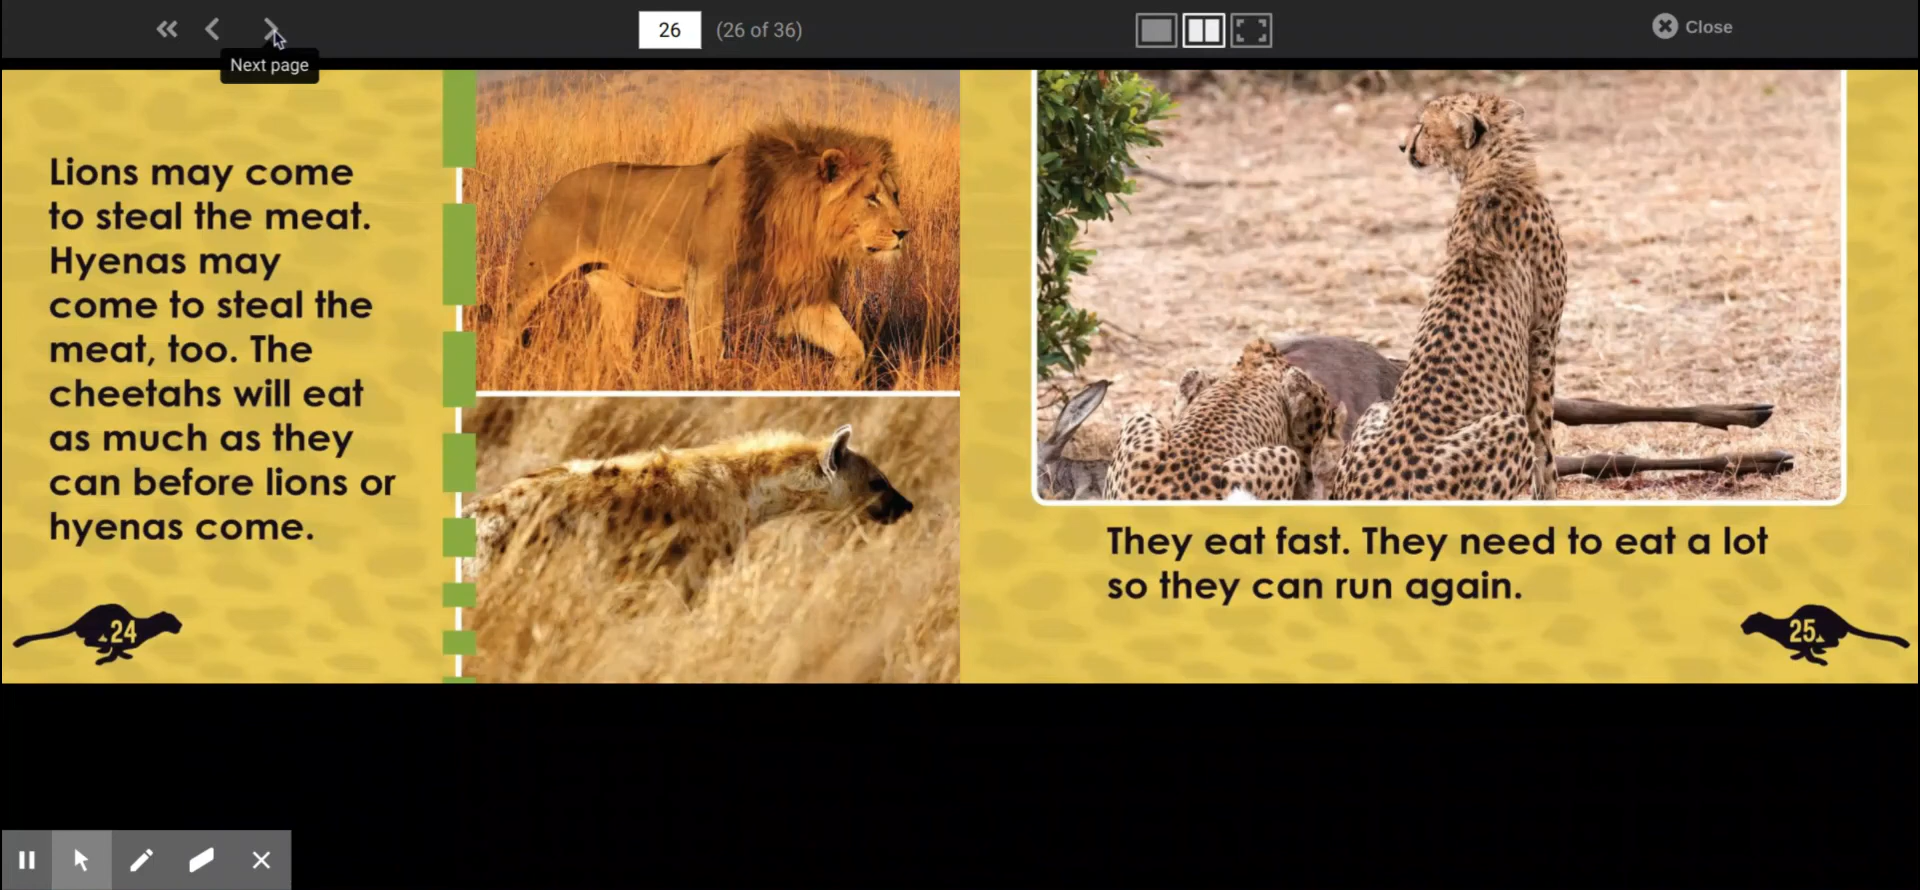 26
(26 of 36)
Close
Next page
Lions may come
to steal the meat.
Hyenas may
come to steal the
meat, too. The
cheetahs will eat
as much as they
can before lions or
hyenas come.
24
They eat fast. They need to eat a lot
so they can run again.
25